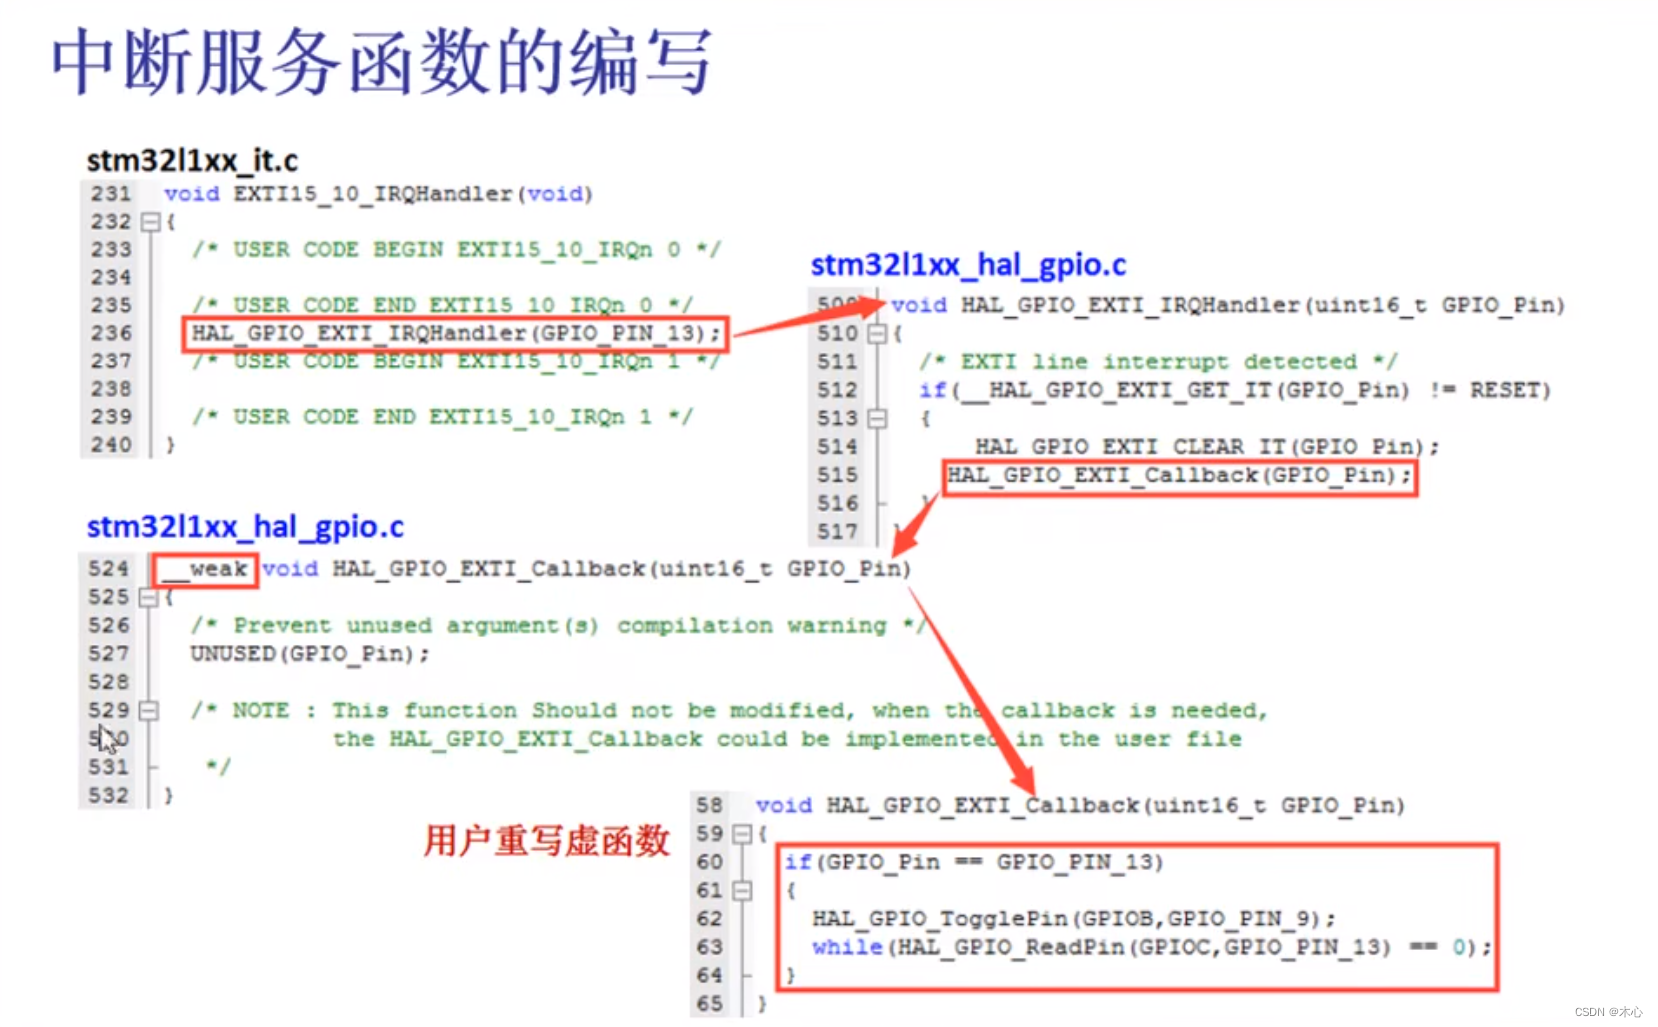 中断服务函数的编写
stm32l1xx_it.c
231 void EXTI15_10_IRQHandler(void)
232 {
233 /* USER CODE BEGIN EXTI15_10_IRQn 0 */
234
235 /* USER CODE END EXTI15_10_IRQn 0 */
236 HAL_GPIO_EXTI_IRQHandler(GPIO_PIN_13);
237 /* USER CODE BEGIN EXTI15_10_IRQn 1 */
238
239 /* USER CODE END EXTI15_10_IRQn 1 */
240 }
stm32l1xx_hal_gpio.c
509 void HAL_GPIO_EXTI_IRQHandler(uint16_t GPIO_Pin)
510 {
511 /* EXTI line interrupt detected */
512 if(__HAL_GPIO_EXTI_GET_IT(GPIO_Pin) != RESET)
513 {
514 __HAL_GPIO_EXTI_CLEAR_IT(GPIO_Pin);
515 HAL_GPIO_EXTI_Callback(GPIO_Pin);
516 }
517 }
stm32l1xx_hal_gpio.c
524 __weak void HAL_GPIO_EXTI_Callback(uint16_t GPIO_Pin)
525 {
526 /* Prevent unused argument(s) compilation warning */
527 UNUSED(GPIO_Pin);
528
529 /* NOTE : This function Should not be modified, when the callback is needed,
530 the HAL_GPIO_EXTI_Callback could be implemented in the user file
531 */
532 }
用户重写虚函数
58 void HAL_GPIO_EXTI_Callback(uint16_t GPIO_Pin)
59 {
60 if(GPIO_Pin == GPIO_PIN_13)
61 {
62 HAL_GPIO_TogglePin(GPIOB,GPIO_PIN_9);
63 while(HAL_GPIO_ReadPin(GPIOC,GPIO_PIN_13) == 0);
64 }
65 }
CSDN @木心